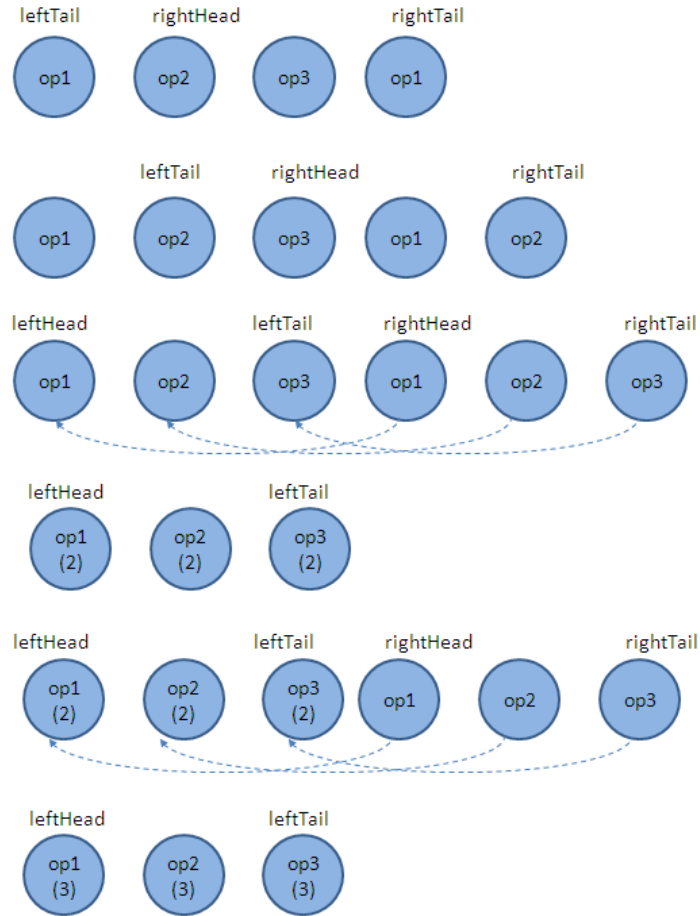 leftTail rightHead rightTail
op1 op2 op3 op1
leftTail rightHead rightTail
op1 op2 op3 op1 op2
leftHead leftTail rightHead rightTail
op1 op2 op3 op1 op2 op3
leftHead leftTail
op1 op2 op3
(2) (2) (2)
leftHead leftTail rightHead rightTail
op1 op2 op3 op1 op2 op3
(2) (2) (2)
leftHead leftTail
op1 op2 op3
(3) (3) (3)